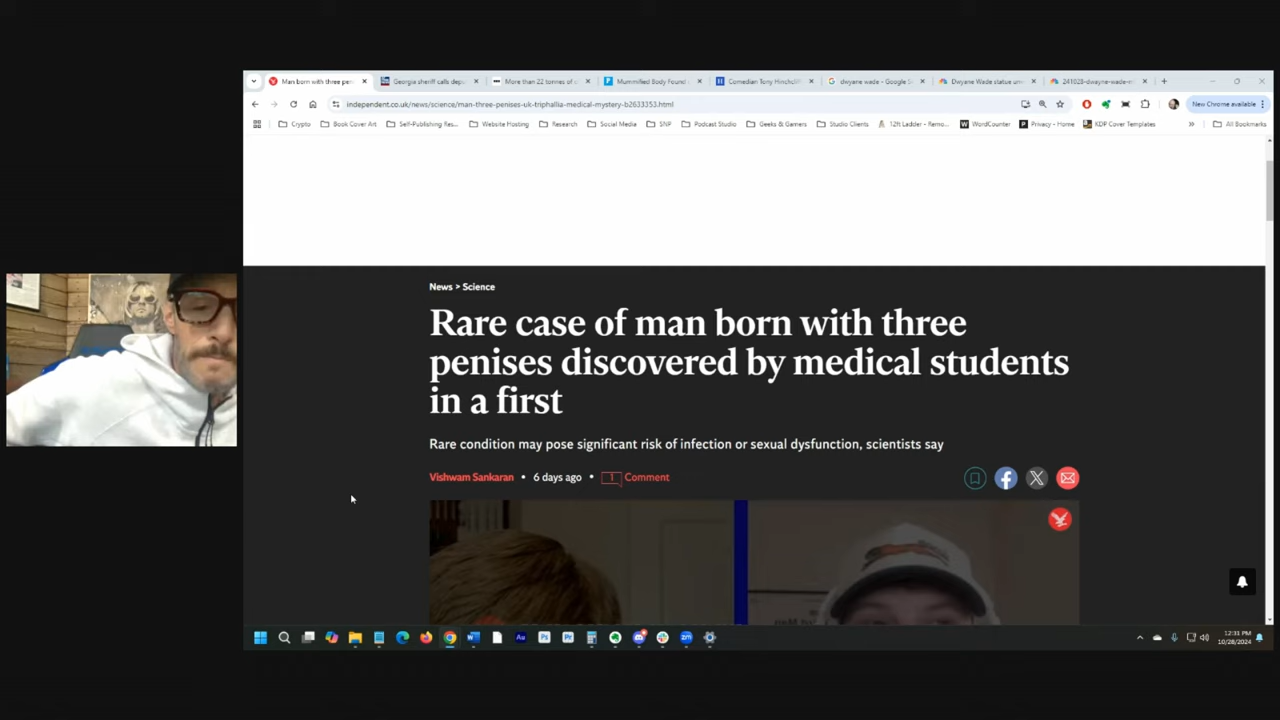 Man born with three pen
Georgia sheriff calls dep
More than 22 tonnes of
Mummified Body Found
Comedian Tony Hinchcli
dwyane wade - Google S
Dwyane Wade statue un
241028-dwayne-wade-m
independent.co.uk/news/science/man-three-penises-uk-triphallia-medical-mystery-b2633353.html
New Chrome available
Crypto
Book Cover Art
Self-Publishing Res...
Website Hosting
Research
Social Media
SNP
Podcast Studio
Geeks & Gamers
Studio Clients
12ft Ladder – Remo...
WordCounter
Privacy - Home
KDP Cover Templates
All Bookmarks
News > Science
Rare case of man born with three
penises discovered by medical students
in a first
Rare condition may pose significant risk of infection or sexual dysfunction, scientists say
Vishwam Sankaran • 6 days ago • 1 Comment
12:31 PM
10/28/2024